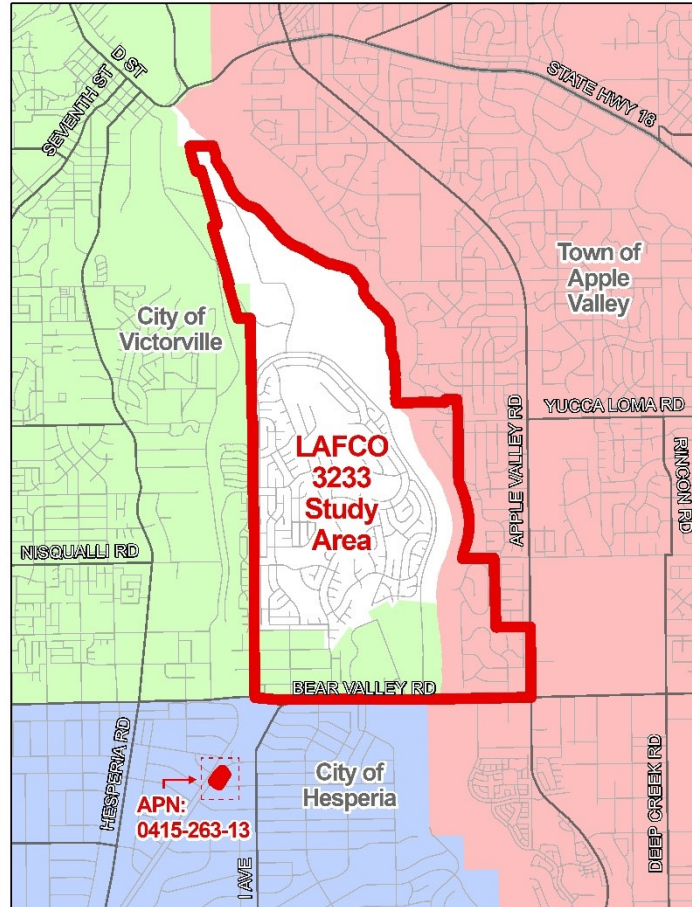 D ST
SEVENTH ST
STATE HWY 18
Town of
Apple
Valley
City of
Victorville
YUCCA LOMA RD
APPLE VALLEY RD
RINCON RD
LAFCO
3233
Study
Area
NISQUALLI RD
BEAR VALLEY RD
HESPERIA RD
City of
Hesperia
APN:
0415-263-13
I AVE
DEEP CREEK RD